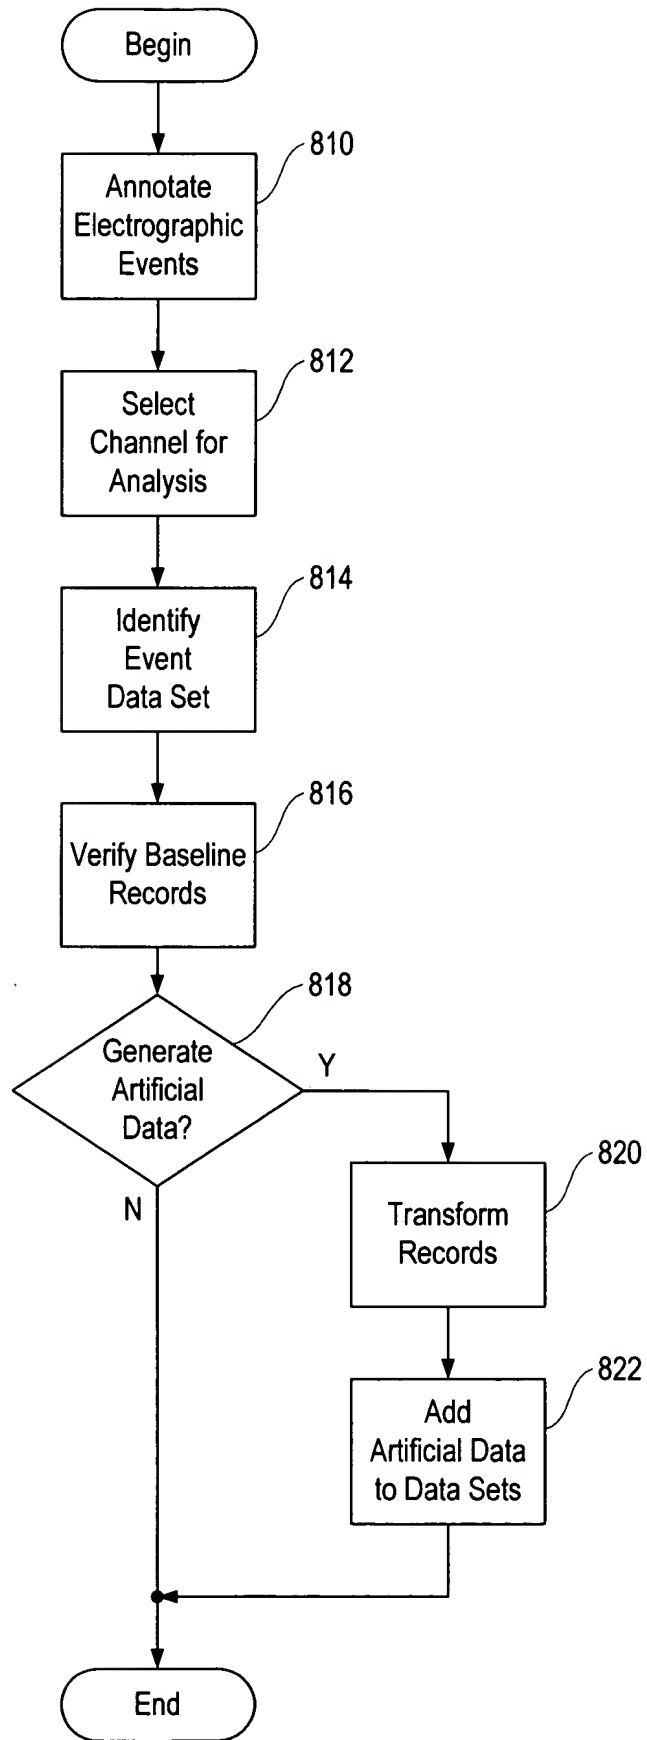 Begin
810
Annotate
Electrographic
Events
812
Select
Channel for
Analysis
814
Identify
Event
Data Set
816
Verify Baseline
Records
818
Generate
Artificial
Data?
Y
N
820
Transform
Records
822
Add
Artificial Data
to Data Sets
End